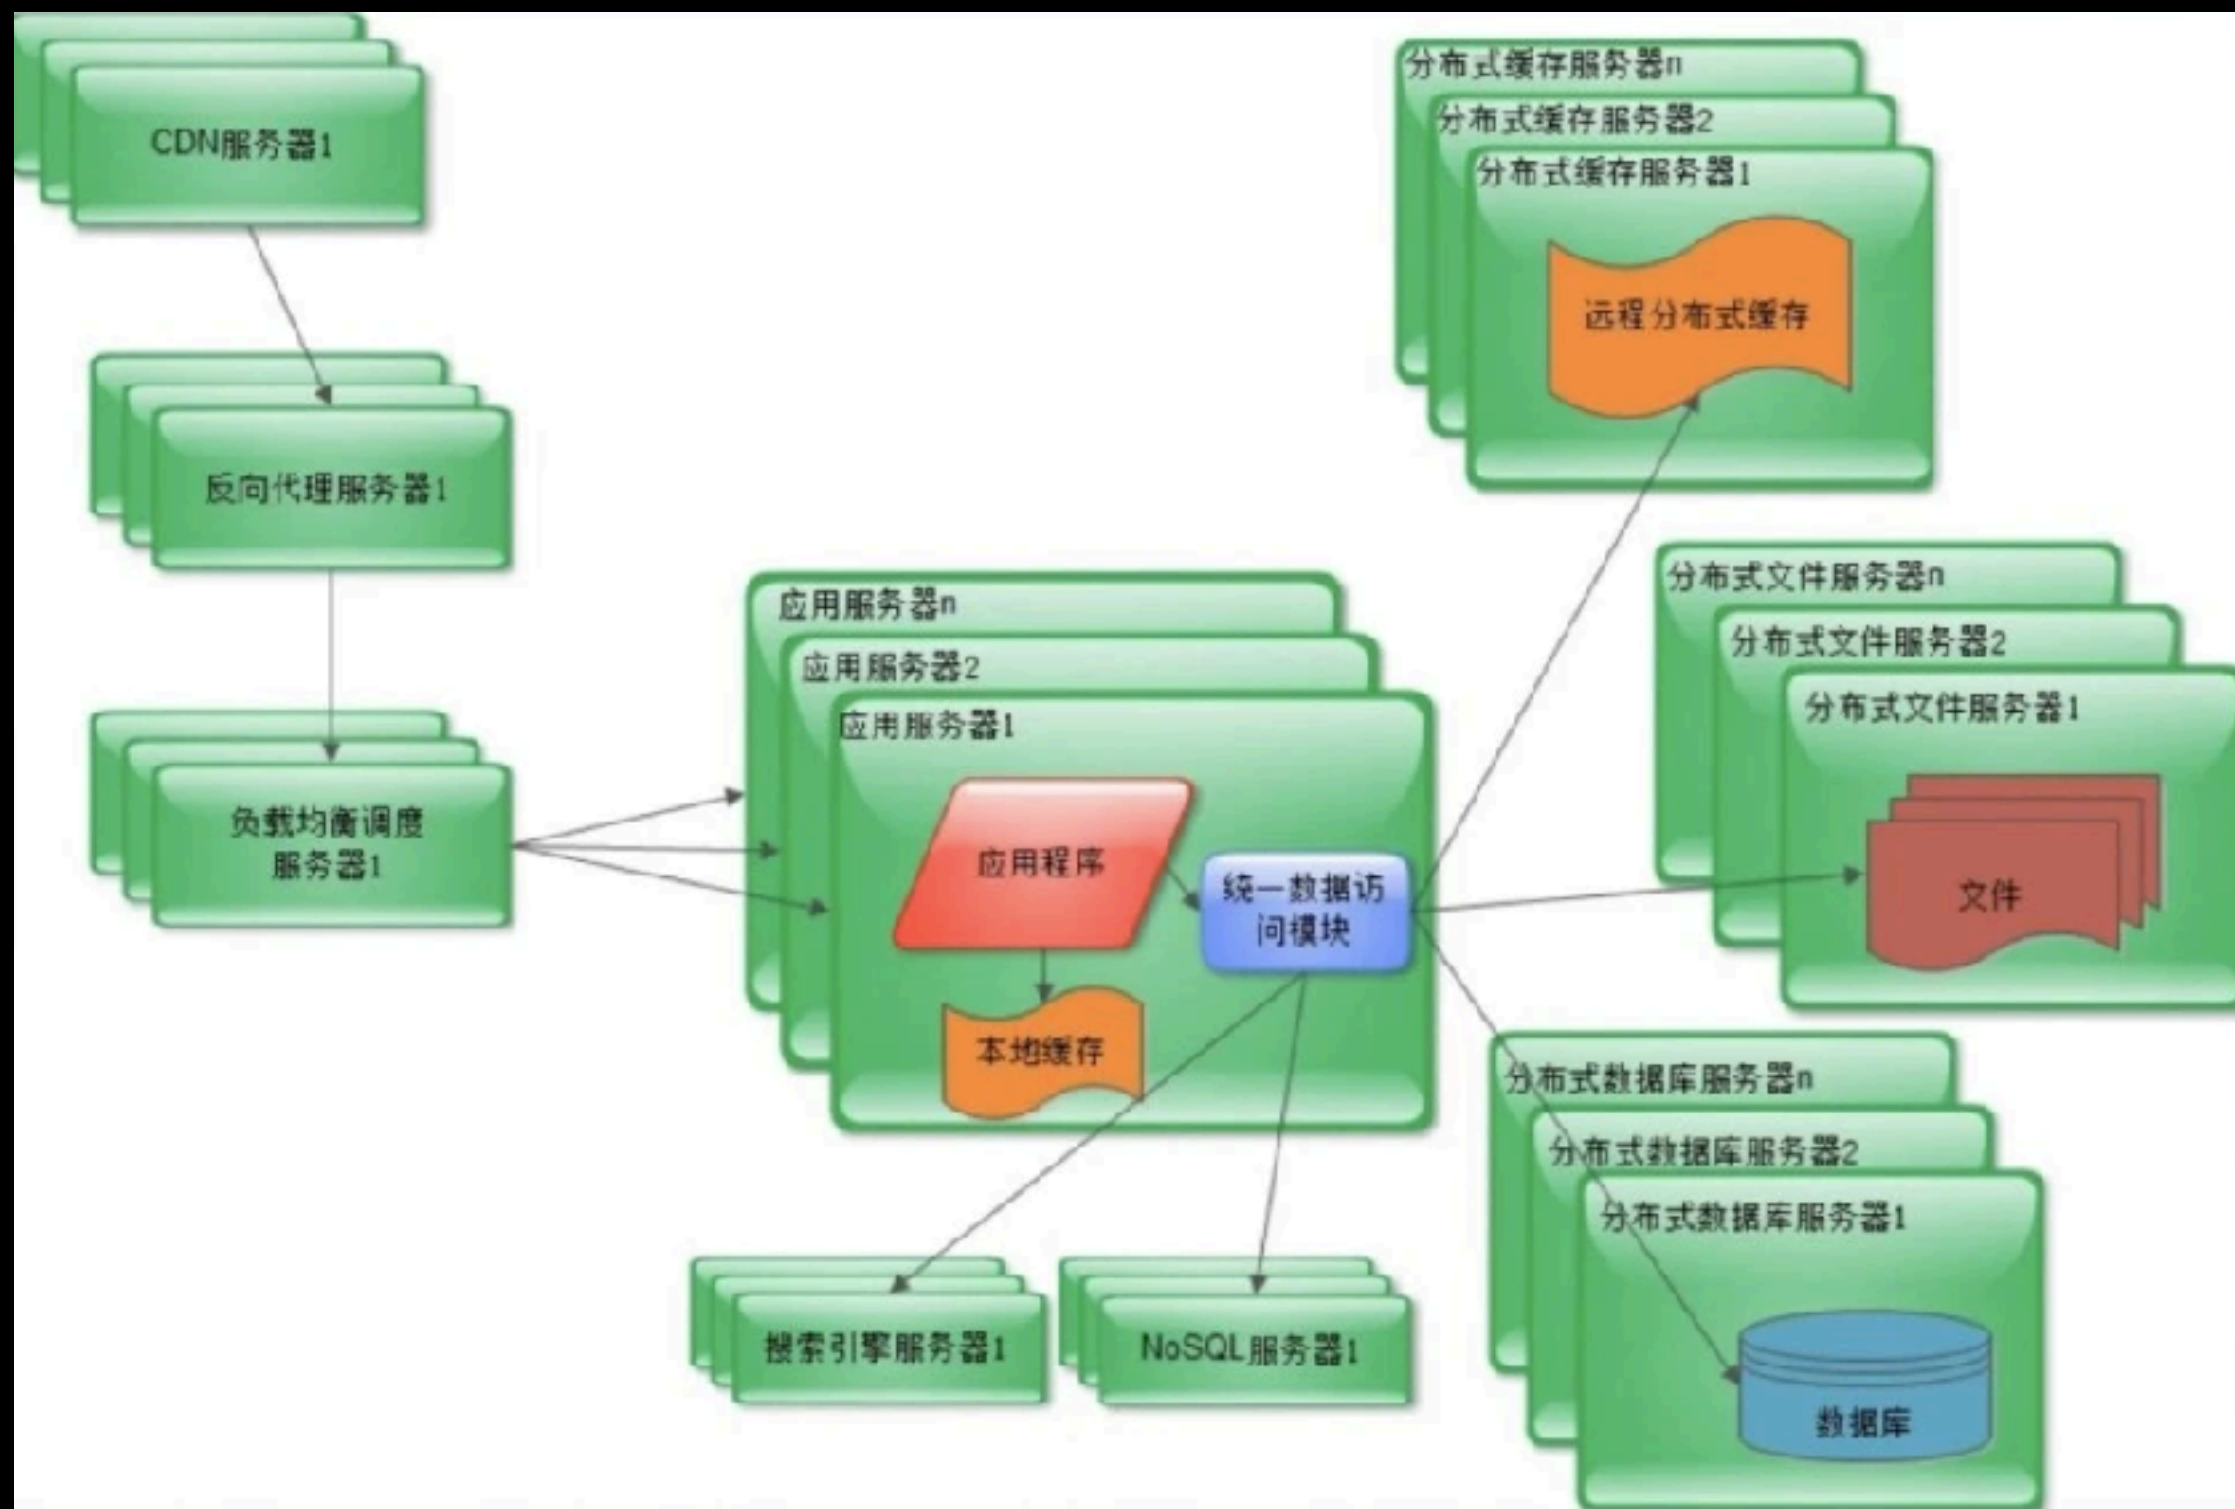 CDN服务器1
反向代理服务器1
负载均衡调度
服务器1
应用服务器n
应用服务器2
应用服务器1
应用程序
统一数据访
问模块
本地缓存
分布式缓存服务器n
分布式缓存服务器2
分布式缓存服务器1
远程分布式缓存
分布式文件服务器n
分布式文件服务器2
分布式文件服务器1
文件
分布式数据库服务器n
分布式数据库服务器2
分布式数据库服务器1
数据库
搜索引擎服务器1
NoSQL服务器1